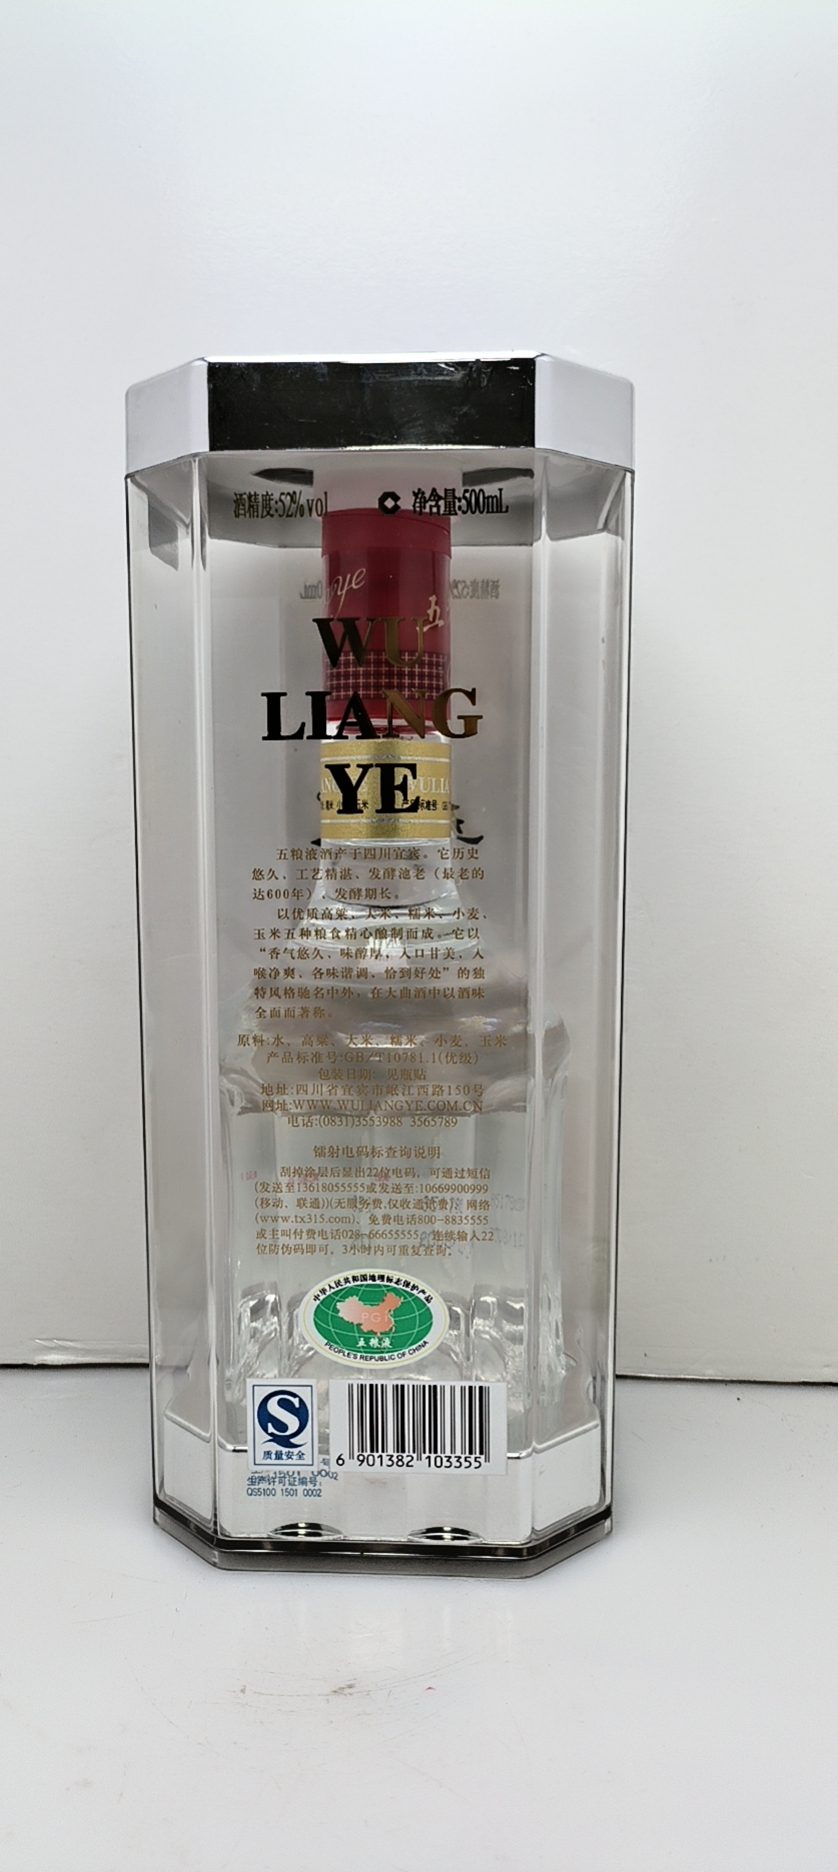 酒精度:52%vol 净含量:500mL
ye
五
WU
LIANG
YE
五粮液酒产于四川宜宾。它历史
悠久、工艺精湛、发酵池老（最老的
达600年）、发酵期长。
以优质高粱、大米、糯米、小麦、
玉米五种粮食精心酿制而成。它以
“香气悠久、味醇厚、入口甘美、入
喉净爽、各味谐调、恰到好处”的独
特风格驰名中外，在大曲酒中以酒味
全面而著称。
原料:水、高粱、大米、糯米、小麦、玉米
产品标准号:GB/T10781.1(优级)
包装日期: 见瓶贴
地址:四川省宜宾市岷江西路150号
网址:WWW.WULIANGYE.COM.CN
电话:(0831)3553988 3565789
镭射电码标查询说明
刮掉涂层后显出22位电码，可通过短信
(发送至13618055555或发送至:10669900999
(移动、联通))(无服务费,仅收通讯费)；网络
(www.tx315.com)、免费电话800-8835555
或主叫付费电话028-66655555，连续输入22
位防伪码即可，3小时内可重复查询。
中华人民共和国地理标志保护产品
PGI
五粮液
PEOPLE'S REPUBLIC OF CHINA
质量安全
6 901382 103355
生产许可证编号:
QS5100 1501 0002